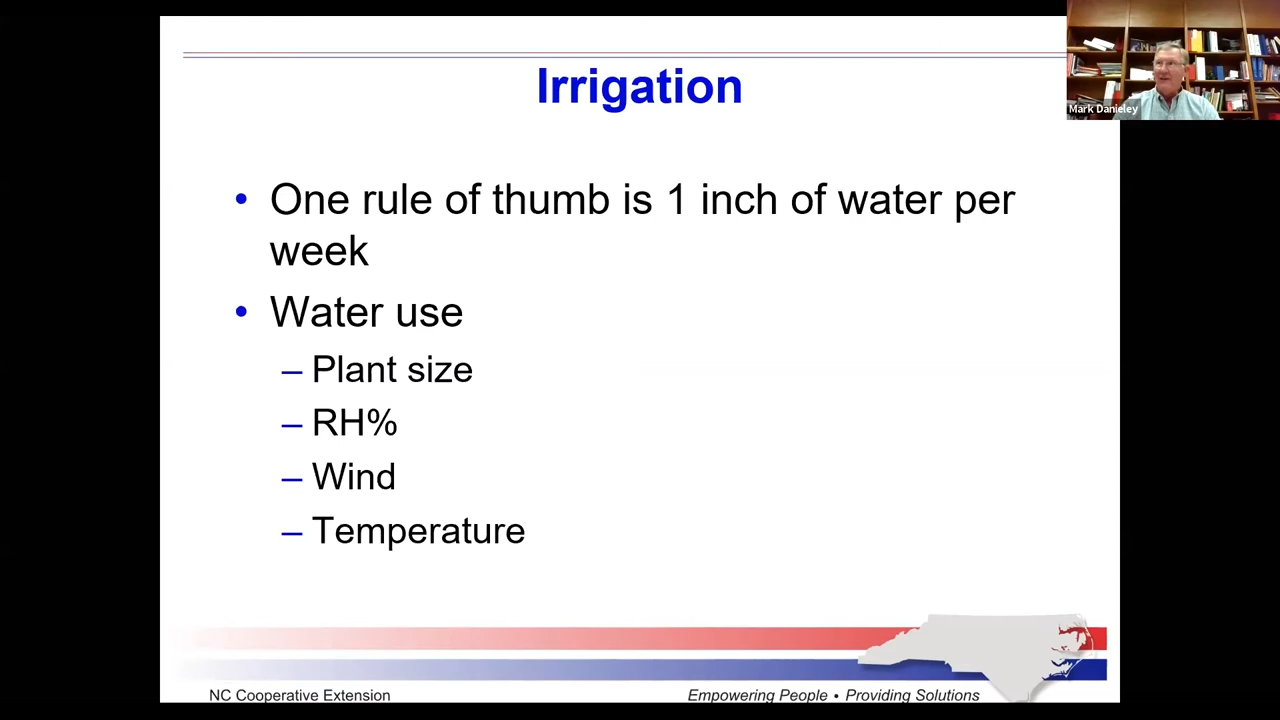 Irrigation
Mark Danieley
• One rule of thumb is 1 inch of water per
week
• Water use
– Plant size
– RH%
– Wind
– Temperature
NC Cooperative Extension
Empowering People • Providing Solutions